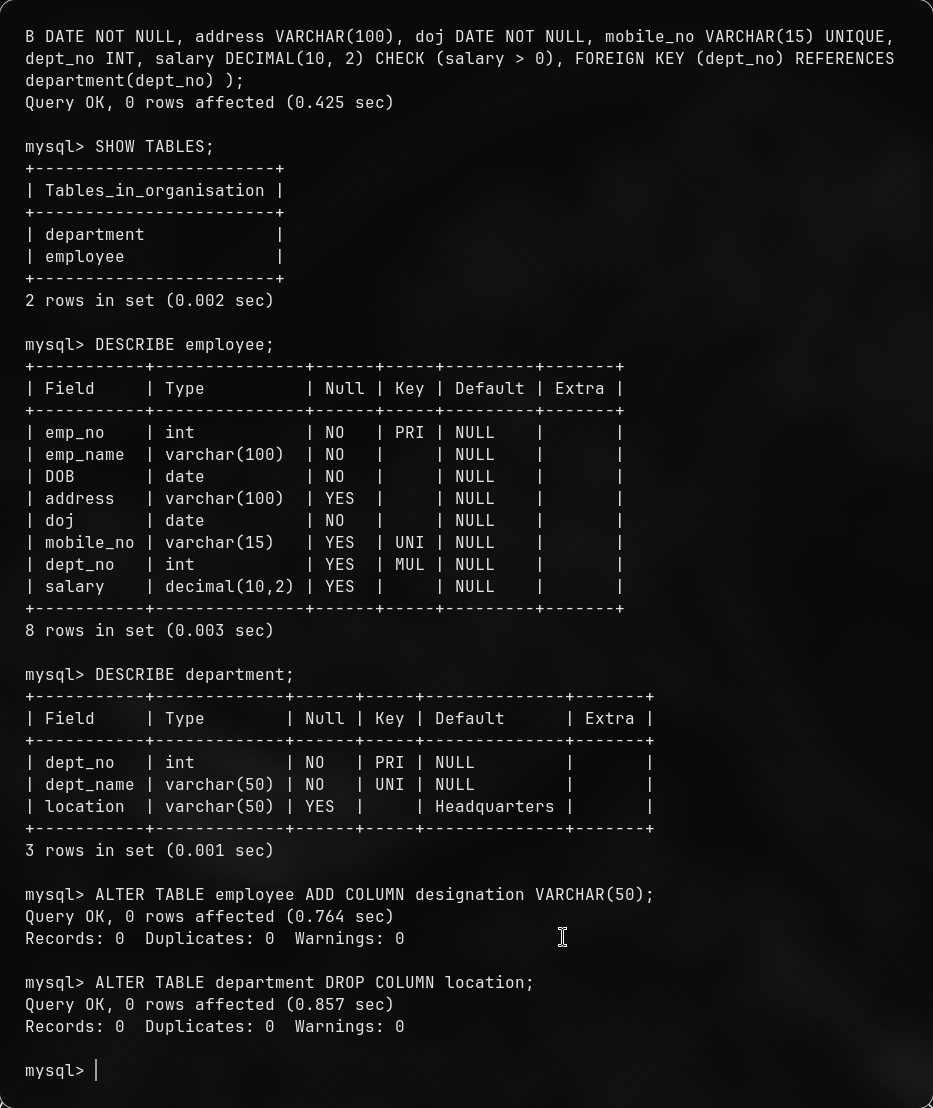 B DATE NOT NULL, address VARCHAR(100), doj DATE NOT NULL, mobile_no VARCHAR(15) UNIQUE,
dept_no INT, salary DECIMAL(10, 2) CHECK (salary > 0), FOREIGN KEY (dept_no) REFERENCES
department(dept_no) );
Query OK, 0 rows affected (0.425 sec)

mysql> SHOW TABLES;
+------------------------+
| Tables_in_organisation |
+------------------------+
| department             |
| employee               |
+------------------------+
2 rows in set (0.002 sec)

mysql> DESCRIBE employee;
+-----------+---------------+------+-----+---------+-------+
| Field     | Type          | Null | Key | Default | Extra |
+-----------+---------------+------+-----+---------+-------+
| emp_no    | int           | NO   | PRI | NULL    |       |
| emp_name  | varchar(100)  | NO   |     | NULL    |       |
| DOB       | date          | NO   |     | NULL    |       |
| address   | varchar(100)  | YES  |     | NULL    |       |
| doj       | date          | NO   |     | NULL    |       |
| mobile_no | varchar(15)   | YES  | UNI | NULL    |       |
| dept_no   | int           | YES  | MUL | NULL    |       |
| salary    | decimal(10,2) | YES  |     | NULL    |       |
+-----------+---------------+------+-----+---------+-------+
8 rows in set (0.003 sec)

mysql> DESCRIBE department;
+-----------+-------------+------+-----+--------------+-------+
| Field     | Type        | Null | Key | Default      | Extra |
+-----------+-------------+------+-----+--------------+-------+
| dept_no   | int         | NO   | PRI | NULL         |       |
| dept_name | varchar(50) | NO   | UNI | NULL         |       |
| location  | varchar(50) | YES  |     | Headquarters |       |
+-----------+-------------+------+-----+--------------+-------+
3 rows in set (0.001 sec)

mysql> ALTER TABLE employee ADD COLUMN designation VARCHAR(50);
Query OK, 0 rows affected (0.764 sec)
Records: 0  Duplicates: 0  Warnings: 0

mysql> ALTER TABLE department DROP COLUMN location;
Query OK, 0 rows affected (0.857 sec)
Records: 0  Duplicates: 0  Warnings: 0

mysql>